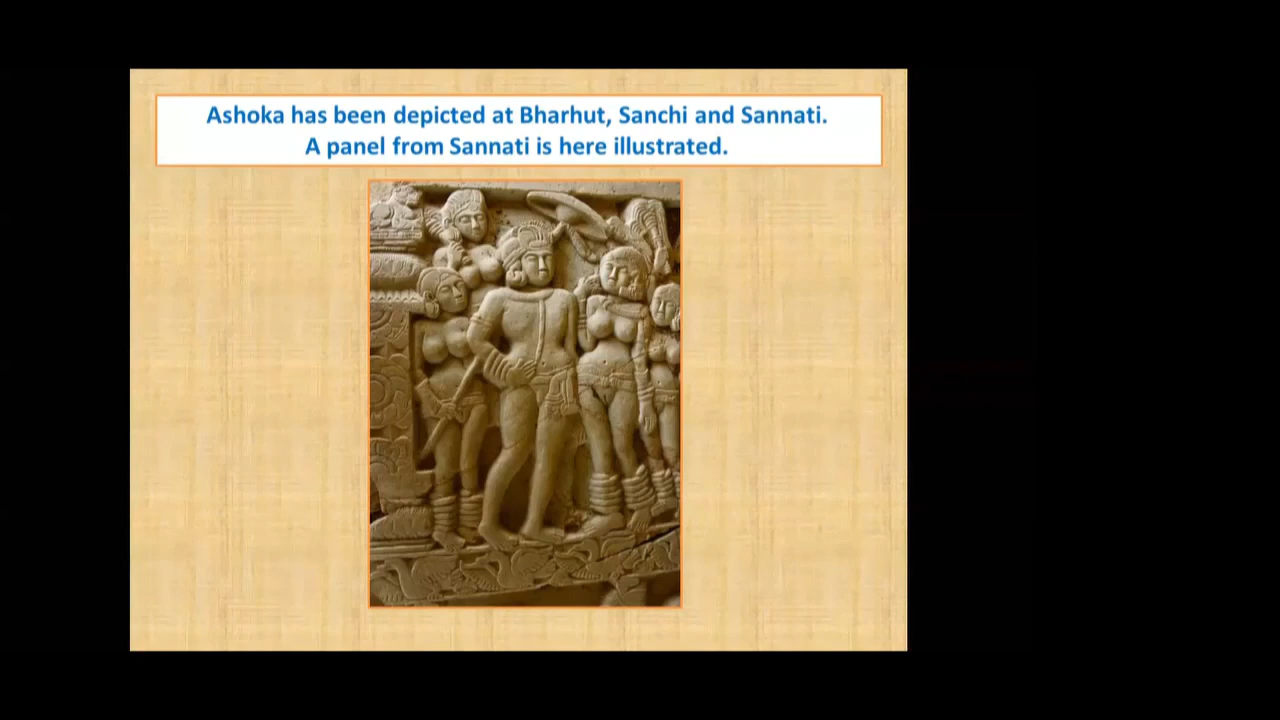 Ashoka has been depicted at Bharhut, Sanchi and Sannati.
A panel from Sannati is here illustrated.